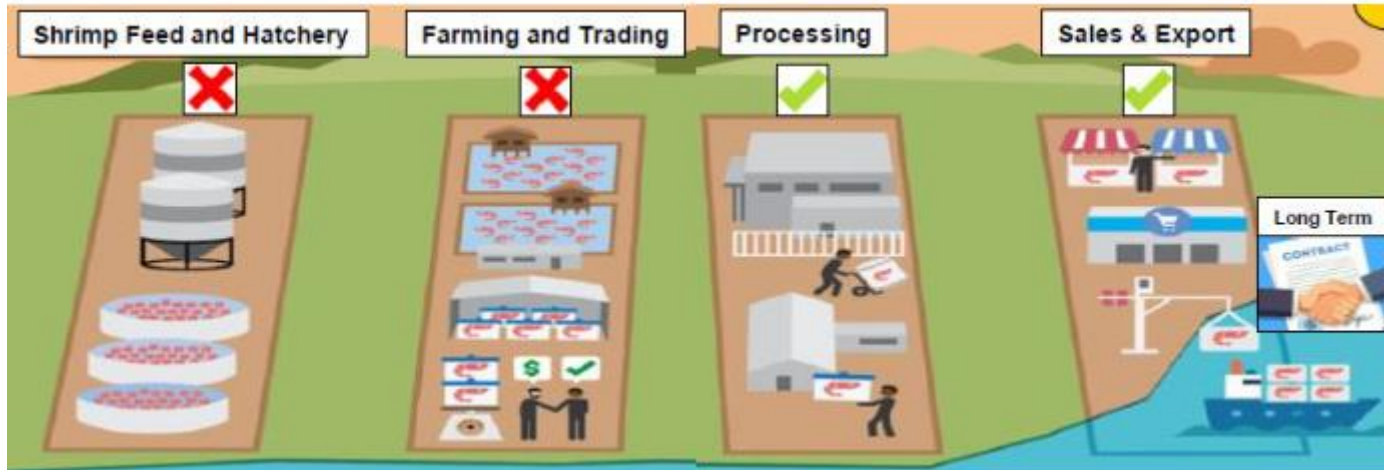 Shrimp Feed and Hatchery
Farming and Trading
Processing
Sales & Export
$
Long Term
CONTRACT